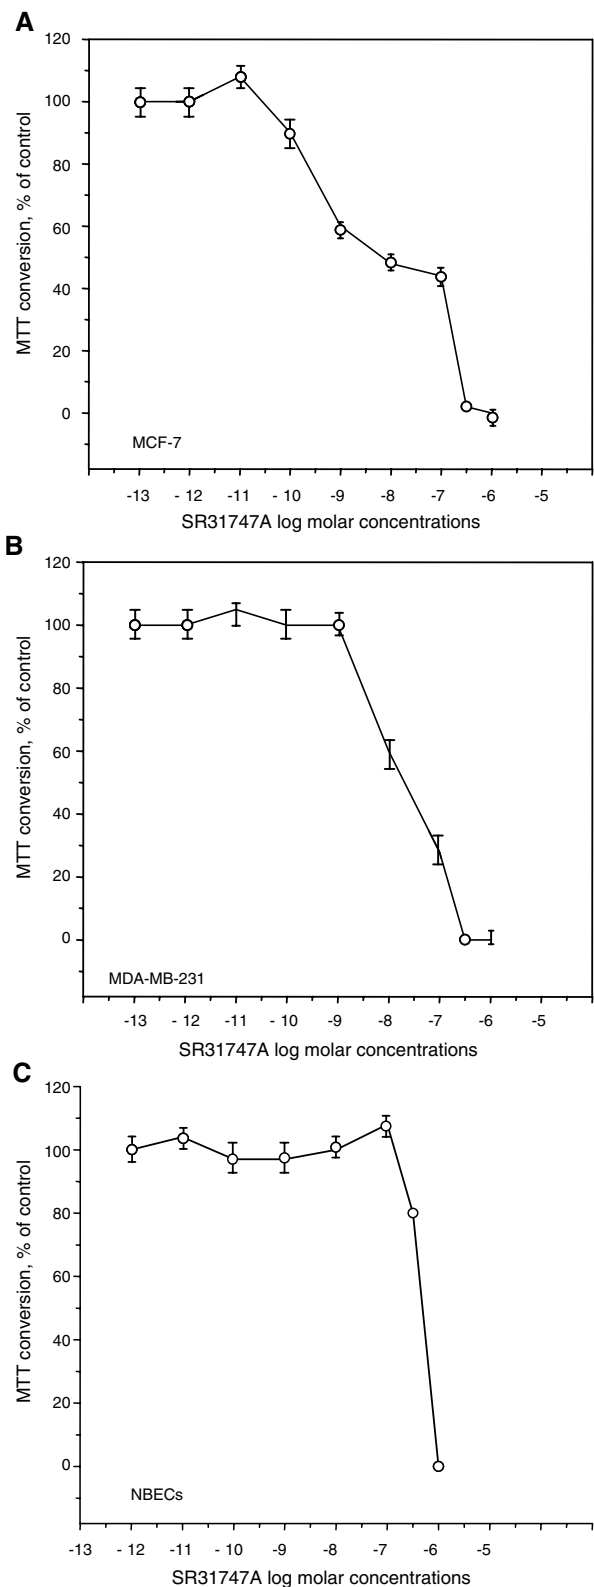 A
120
100
80
60
40
20
0
MTT conversion, % of control
MCF-7
-13 - 12 -11 - 10 -9 -8 -7 -6 -5
SR31747A log molar concentrations
B
120
100
80
60
40
20
0
MTT conversion, % of control
MDA-MB-231
-13 - 12 -11 - 10 -9 -8 -7 -6 -5
SR31747A log molar concentrations
C
120
100
80
60
40
20
0
MTT conversion, % of control
NBECs
-13 - 12 -11 - 10 -9 -8 -7 -6 -5
SR31747A log molar concentrations